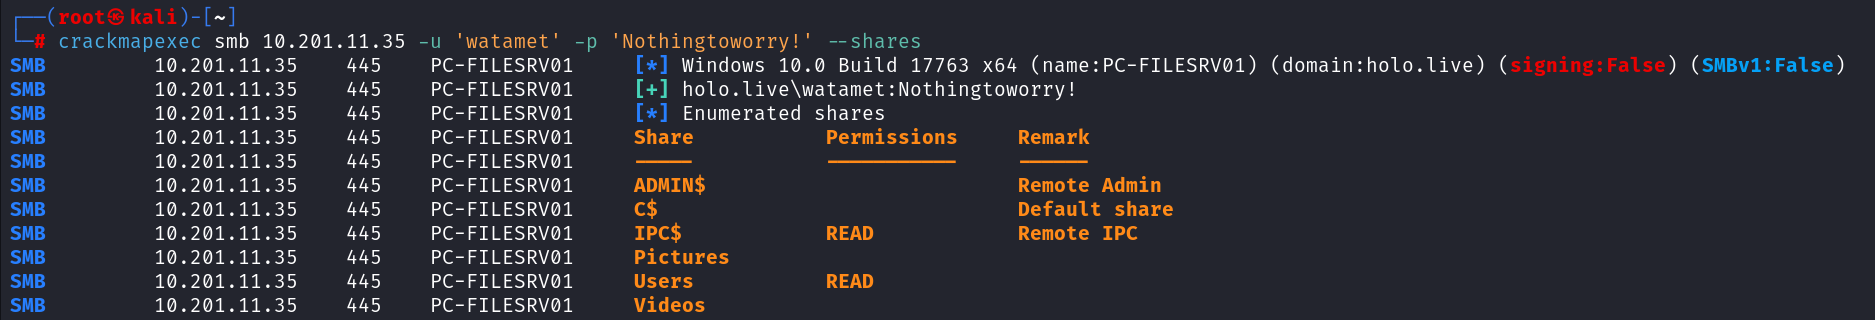 ┌──(root㉿kali)-[~]
└─# crackmapexec smb 10.201.11.35 -u 'watamet' -p 'Nothingtoworry!' --shares
SMB         10.201.11.35    445    PC-FILESRV01     [*] Windows 10.0 Build 17763 x64 (name:PC-FILESRV01) (domain:holo.live) (signing:False) (SMBv1:False)
SMB         10.201.11.35    445    PC-FILESRV01     [+] holo.live\watamet:Nothingtoworry!
SMB         10.201.11.35    445    PC-FILESRV01     [*] Enumerated shares
SMB         10.201.11.35    445    PC-FILESRV01     Share           Permissions     Remark
SMB         10.201.11.35    445    PC-FILESRV01     -----           -----------     ------
SMB         10.201.11.35    445    PC-FILESRV01     ADMIN$                          Remote Admin
SMB         10.201.11.35    445    PC-FILESRV01     C$                              Default share
SMB         10.201.11.35    445    PC-FILESRV01     IPC$            READ            Remote IPC
SMB         10.201.11.35    445    PC-FILESRV01     Pictures
SMB         10.201.11.35    445    PC-FILESRV01     Users           READ
SMB         10.201.11.35    445    PC-FILESRV01     Videos